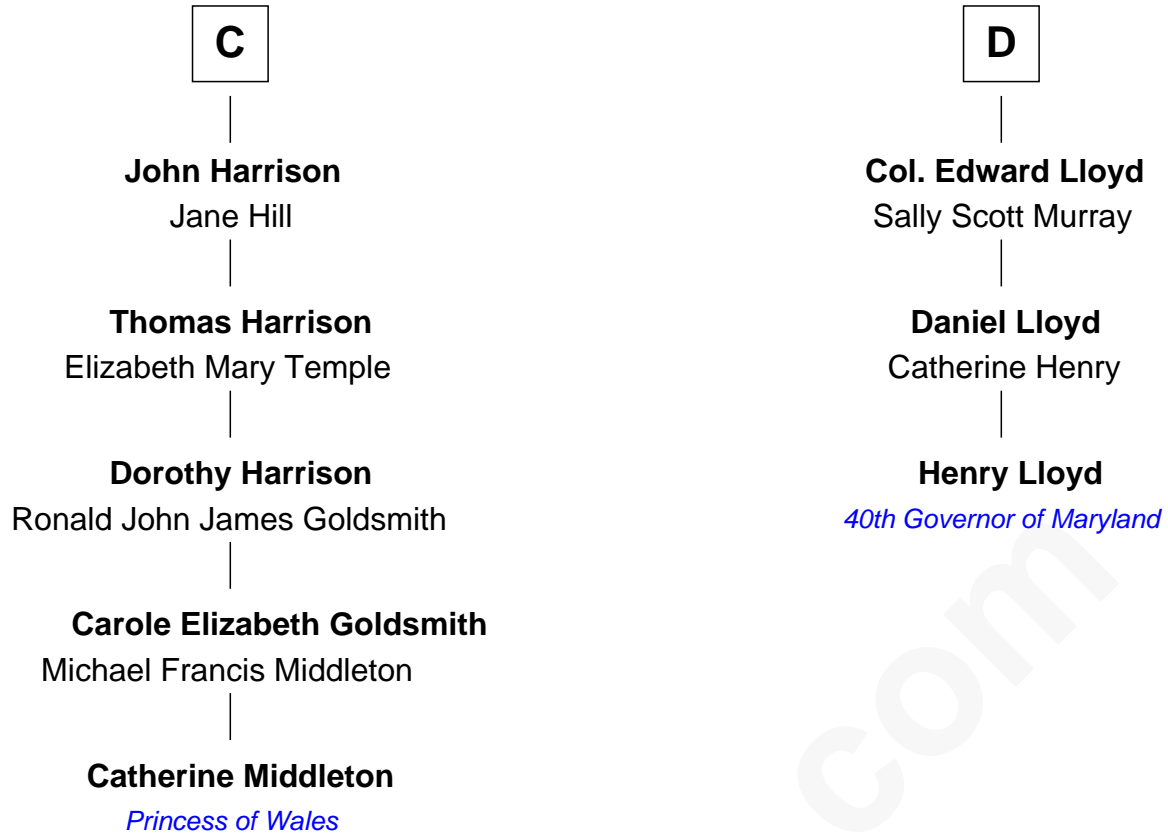 C
John Harrison
Jane Hill
Thomas Harrison
Elizabeth Mary Temple
Dorothy Harrison
Ronald John James Goldsmith
Carole Elizabeth Goldsmith
Michael Francis Middleton
Catherine Middleton
Princess of Wales
D
Col. Edward Lloyd
Sally Scott Murray
Daniel Lloyd
Catherine Henry
Henry Lloyd
40th Governor of Maryland
com